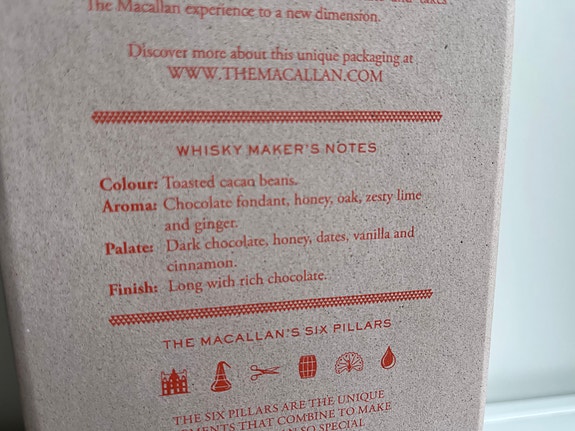 The Macallan experience to a new dimension.
Discover more about this unique packaging at
WWW.THEMACALLAN.COM
WHISKY MAKER'S NOTES
Colour: Toasted cacao beans.
Aroma: Chocolate fondant, honey, oak, zesty lime
and ginger.
Palate: Dark chocolate, honey, dates, vanilla and
cinnamon.
Finish: Long with rich chocolate.
THE MACALLAN'S SIX PILLARS
THE SIX PILLARS ARE THE UNIQUE
THAT COMBINE TO MAKE
SO SPECIAL